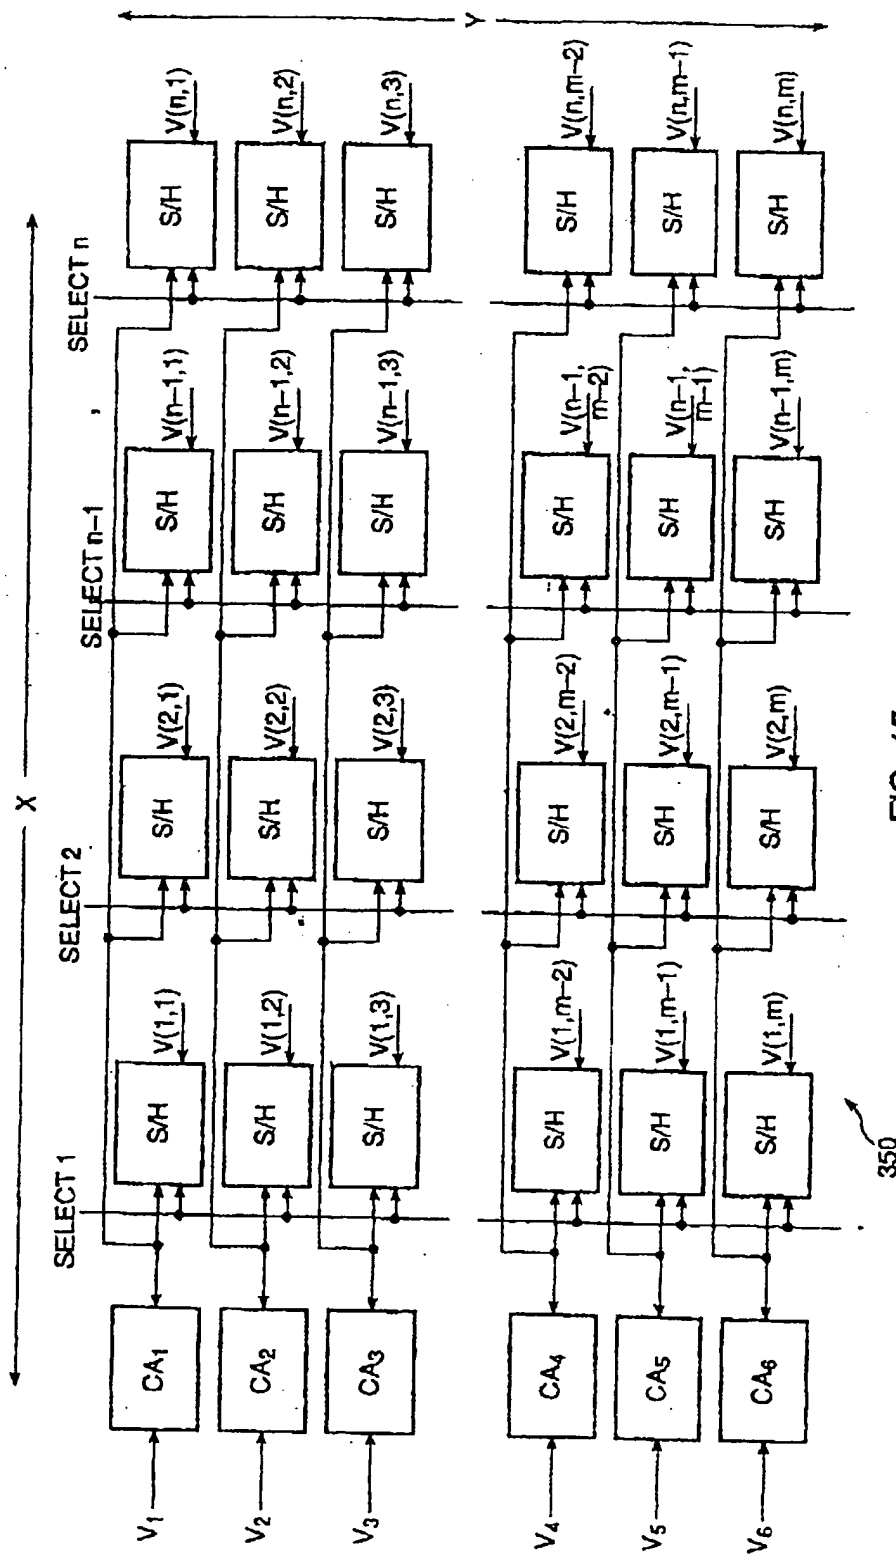 X
SELECT 1 SELECT 2 SELECT n-1 SELECT n
V(1,1) V(2,1) V(n-1,1) V(n,1)
V1 CA1 S/H S/H S/H S/H
V(1,2) V(2,2) V(n-1,2) V(n,2)
V2 CA2 S/H S/H S/H S/H
V(1,3) V(2,3) V(n-1,3) V(n,3)
V3 CA3 S/H S/H S/H S/H
Y
V(1,m-2) V(2,m-2) V(n-1, m-2) V(n,m-2)
V4 CA4 S/H S/H S/H S/H
V(1,m-1) V(2,m-1) V(n-1, m-1) V(n,m-1)
V5 CA5 S/H S/H S/H S/H
V(1,m) V(2,m) V(n-1,m) V(n,m)
V6 CA6 S/H S/H S/H S/H
350
FIG.